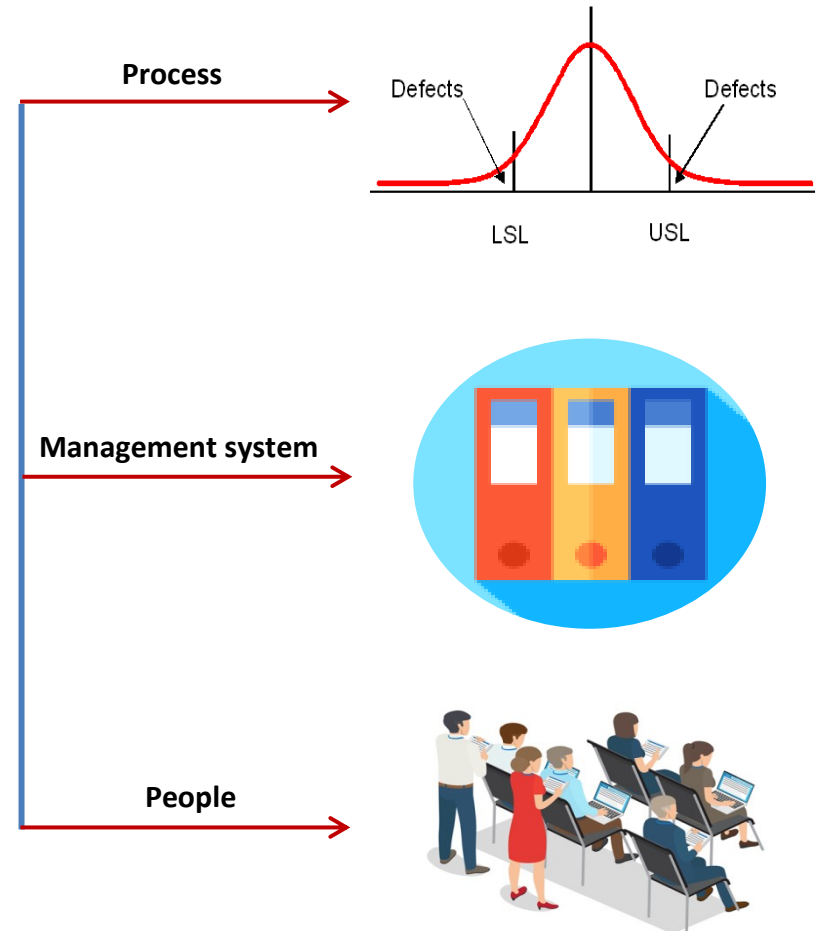 Process
Defects
Defects
LSL
USL
Management system
People